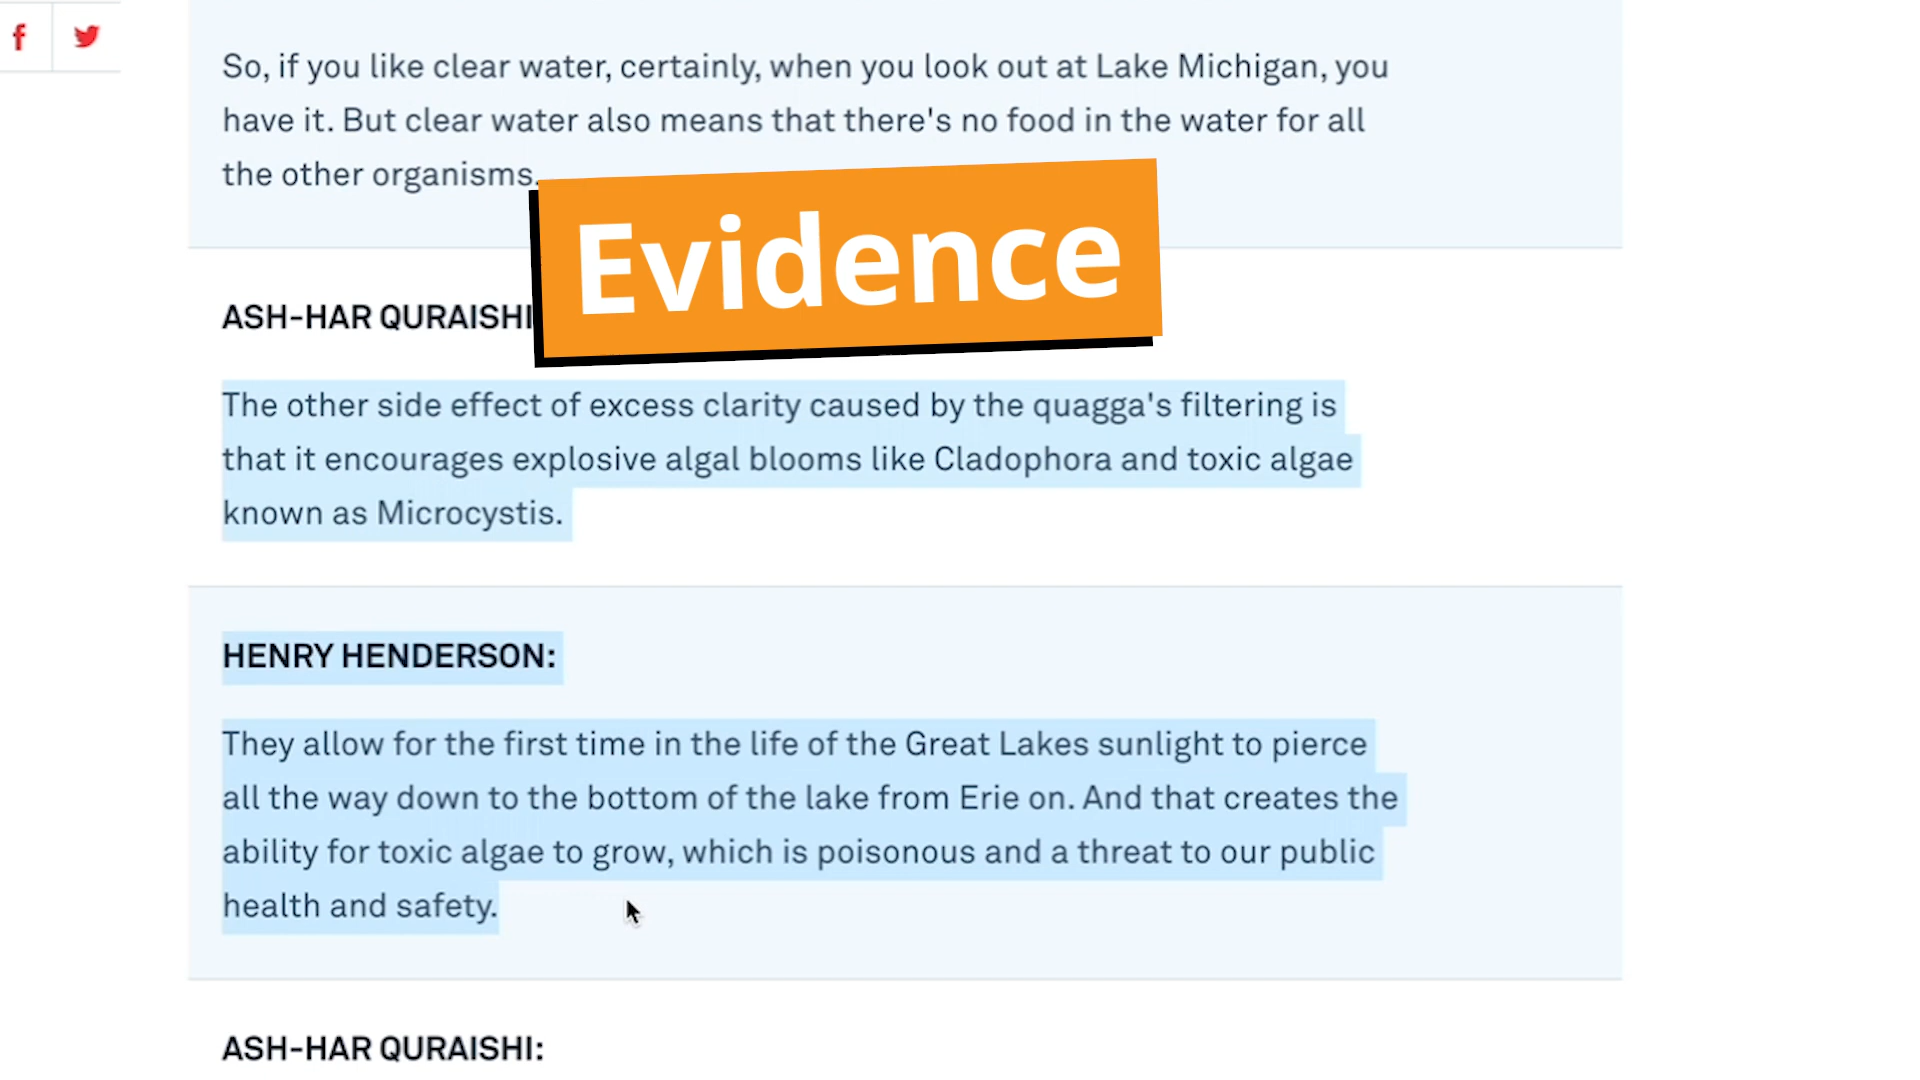 So, if you like clear water, certainly, when you look out at Lake Michigan, you
have it. But clear water also means that there's no food in the water for all
the other organisms.
Evidence
ASH-HAR QURAISHI
The other side effect of excess clarity caused by the quagga's filtering is
that it encourages explosive algal blooms like Cladophora and toxic algae
known as Microcystis.
HENRY HENDERSON:
They allow for the first time in the life of the Great Lakes sunlight to pierce
all the way down to the bottom of the lake from Erie on. And that creates the
ability for toxic algae to grow, which is poisonous and a threat to our public
health and safety.
ASH-HAR QURAISHI: